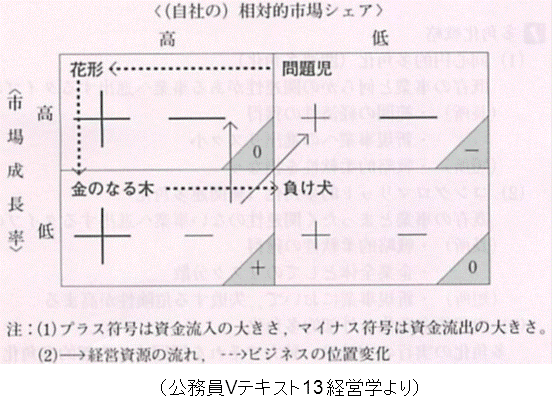 〈(自社の)相対的市場シェア〉
高 低
花形 問題児
〈市場成長率〉
高
0 −
金のなる木 負け犬
低
+ 0
注:(1)プラス符号は資金流入の大きさ,マイナス符号は資金流出の大きさ。
(2)─→経営資源の流れ, ···→ビジネスの位置変化
(公務員Vテキスト13経営学より)